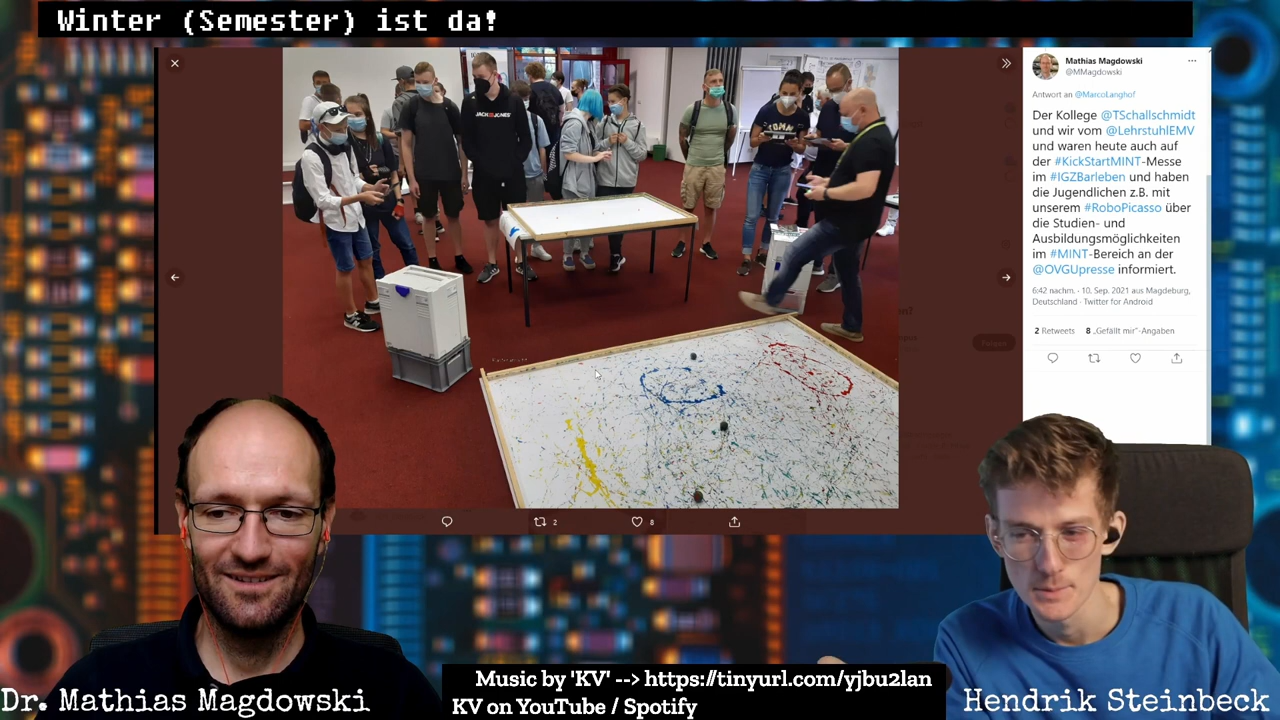 Winter (Semester) ist da!
Mathias Magdowski
@MMagdowski
Antwort an @MarcoLanghof
Der Kollege @TSchallschmidt
und wir vom @LehrstuhlEMV
und waren heute auch auf
der #KickStartMINT-Messe
im #IGZBarleben und haben
die Jugendlichen z.B. mit
unserem #RoboPicasso über
die Studien- und
Ausbildungsmöglichkeiten
im #MINT-Bereich an der
@OVGUpresse informiert.
6:42 nachm. · 10. Sep. 2021 aus Magdeburg,
Deutschland · Twitter for Android
2 Retweets 8 „Gefällt mir“-Angaben
JACK JONES
TOMM
2
8
Music by 'KV' --> https://tinyurl.com/yjbu2lan
KV on YouTube / Spotify
Dr. Mathias Magdowski
Hendrik Steinbeck